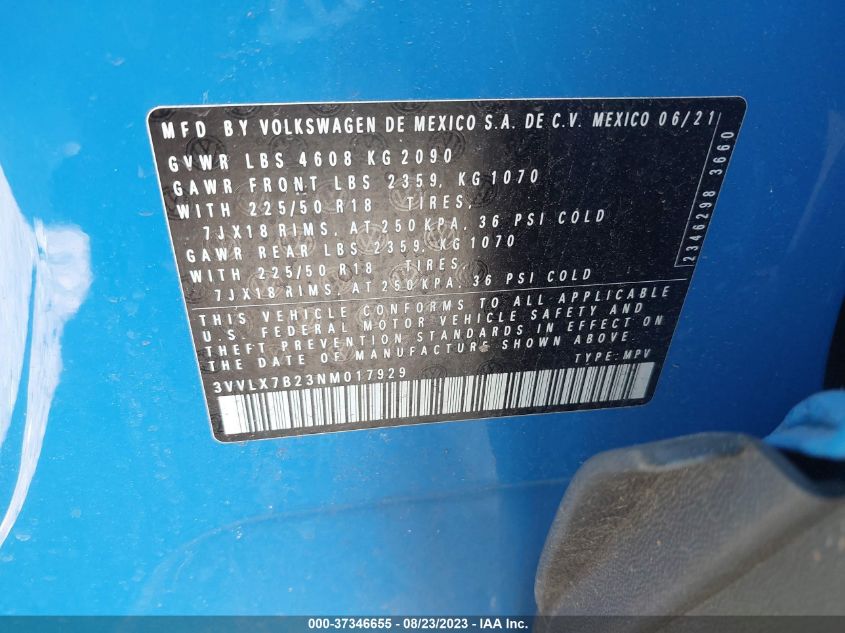 MFD BY VOLKSWAGEN DE MEXICO S.A. DE C.V. MEXICO 06/21
GVWR LBS 4608 KG 2090
GAWR FRONT LBS 2359, KG 1070
WITH 225/50 R18 TIRES,
7JX18 RIMS, AT 250 KPA, 36 PSI COLD
GAWR REAR LBS 2359, KG 1070
WITH 225/50 R18 TIRES,
7JX18 RIMS, AT 250 KPA, 36 PSI COLD
2346298 3660
THIS VEHICLE CONFORMS TO ALL APPLICABLE
U.S. FEDERAL MOTOR VEHICLE SAFETY AND
THEFT PREVENTION STANDARDS IN EFFECT ON
THE DATE OF MANUFACTURE SHOWN ABOVE.
3VVLX7B23NM017929 TYPE: MPV
000-37346655 - 08/23/2023 - IAAI.com